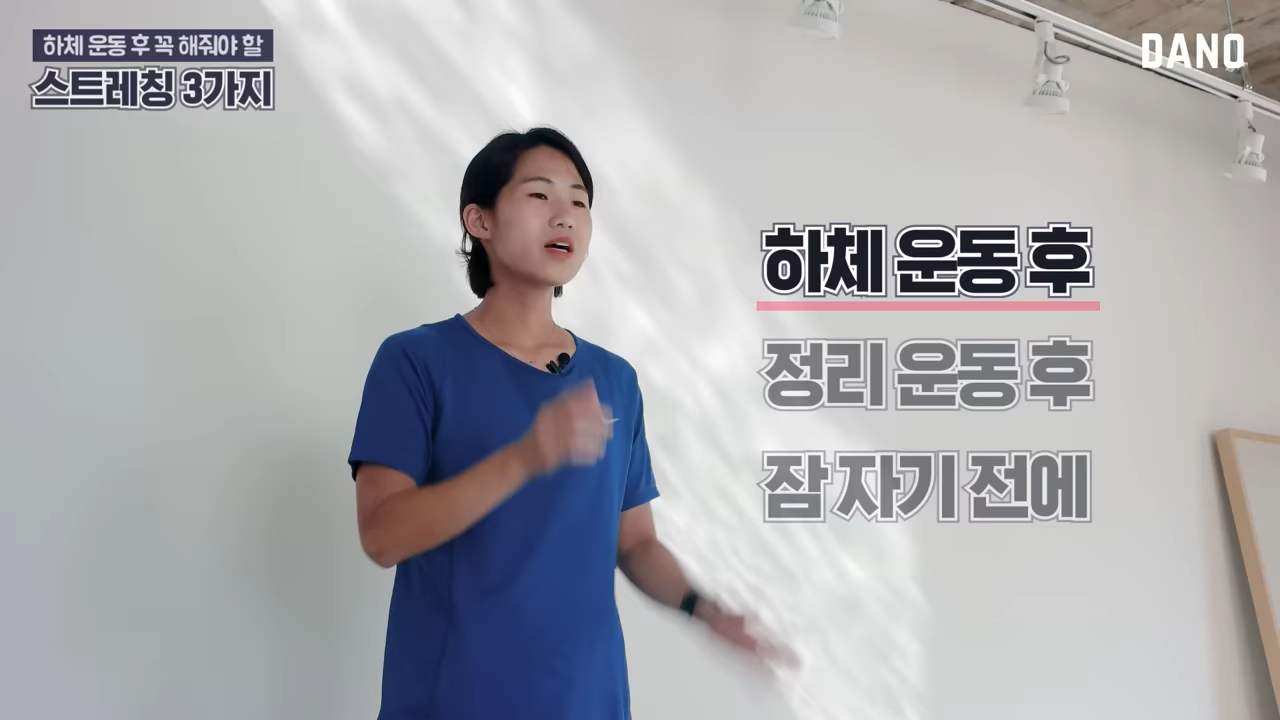 하체 운동 후 꼭 해줘야 할
스트레칭 3가지
DANO
하체 운동 후
정리 운동 후
잠 자기 전에